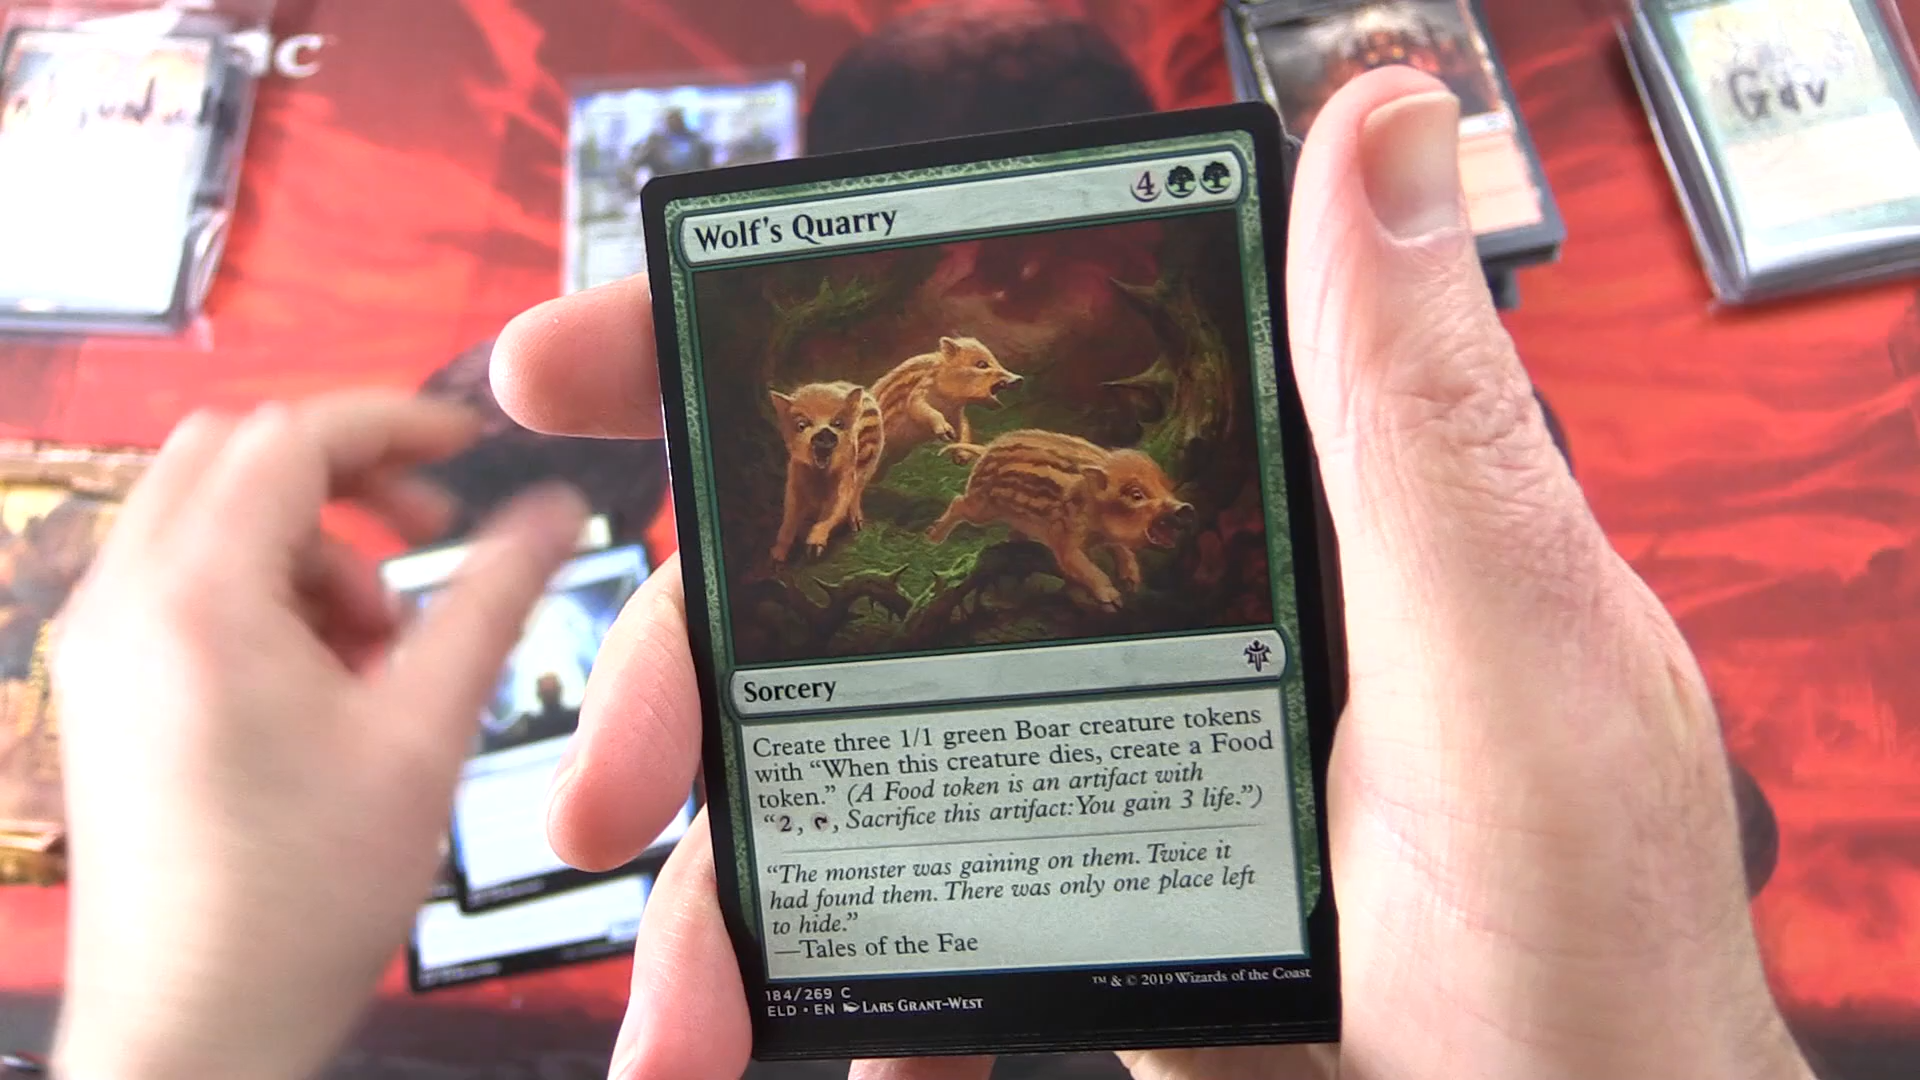 Gav
Wolf's Quarry
4
Sorcery
Create three 1/1 green Boar creature tokens
with “When this creature dies, create a Food
token.” (A Food token is an artifact with
“2, , Sacrifice this artifact: You gain 3 life.”)
“The monster was gaining on them. Twice it
had found them. There was only one place left
to hide.”
—Tales of the Fae
184/269 C
ELD • EN Lars Grant-West
™ & © 2019 Wizards of the Coast